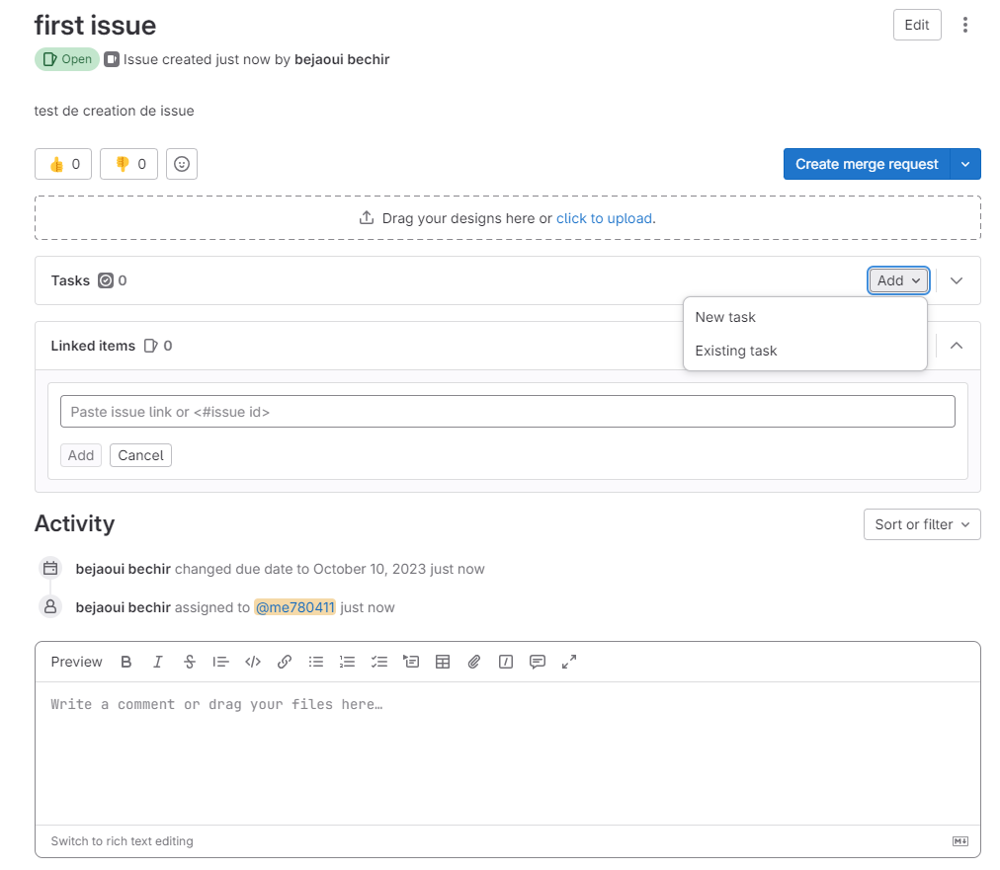 first issue
Edit
Open Issue created just now by bejaoui bechir
test de creation de issue
0 0
Create merge request
Drag your designs here or click to upload.
Tasks 0
Add
New task
Existing task
Linked items 0
Paste issue link or <#issue id>
Add Cancel
Activity
Sort or filter
bejaoui bechir changed due date to October 10, 2023 just now
bejaoui bechir assigned to @me780411 just now
Preview B I S
Write a comment or drag your files here…
Switch to rich text editing
M↓